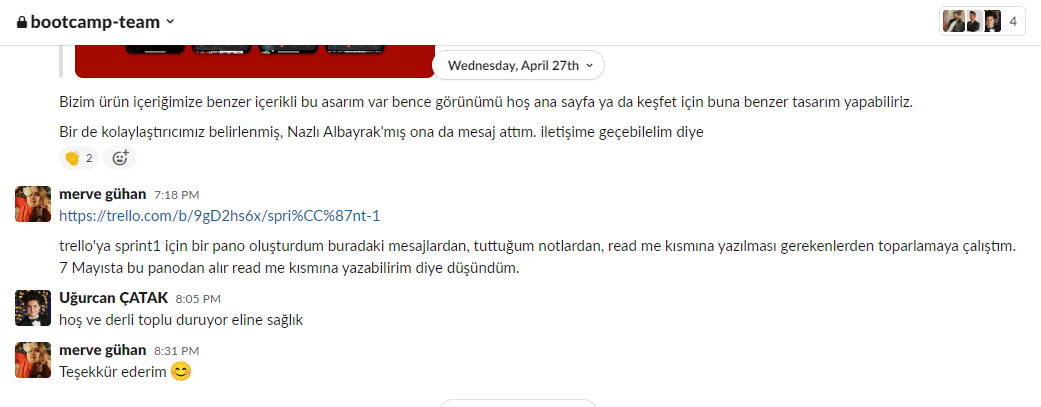 bootcamp-team
4
Wednesday, April 27th
Bizim ürün içeriğimize benzer içerikli bu asarım var bence görünümü hoş ana sayfa ya da keşfet için buna benzer tasarım yapabiliriz.
Bir de kolaylaştırıcımız belirlenmiş, Nazlı Albayrak'mış ona da mesaj attım. iletişime geçebilelim diye
👏 2
merve gühan 7:18 PM
https://trello.com/b/9gD2hs6x/spri%CC%87nt-1
trello'ya sprint1 için bir pano oluşturdum buradaki mesajlardan, tuttuğum notlardan, read me kısmına yazılması gerekenlerden toparlamaya çalıştım.
7 Mayısta bu panodan alır read me kısmına yazabilirim diye düşündüm.
Uğurcan ÇATAK 8:05 PM
hoş ve derli toplu duruyor eline sağlık
merve gühan 8:31 PM
Teşekkür ederim 😊